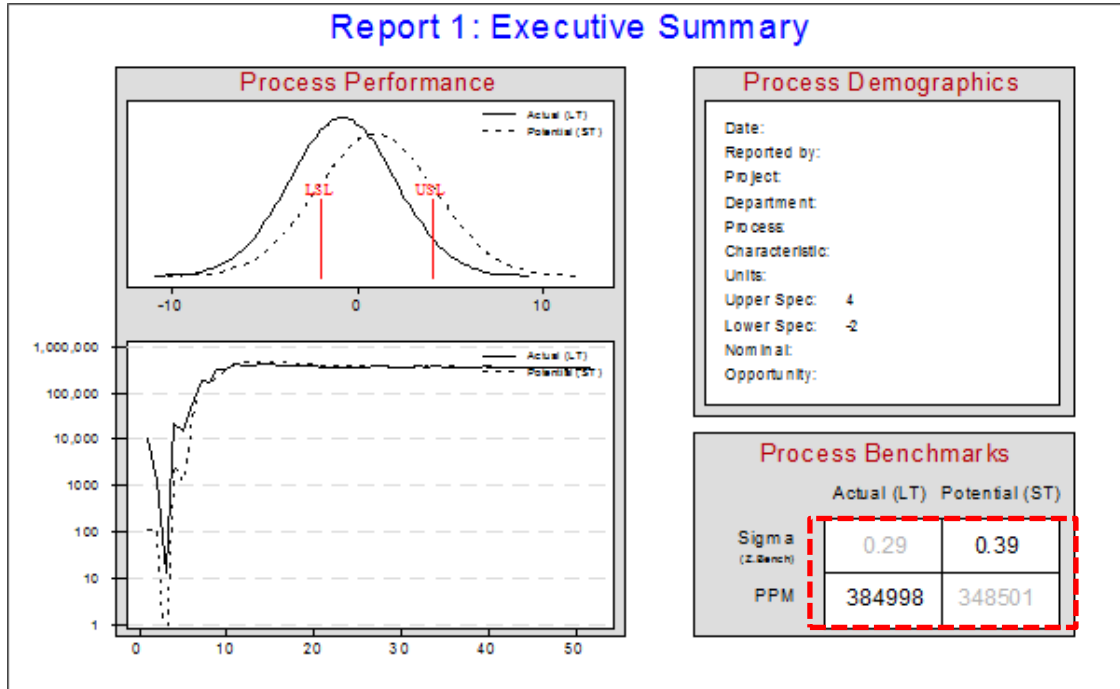 Report 1: Executive Summary
Process Performance
Actual (LT)
Potential (ST)
LSL
USL
-10
0
10
1,000,000
100,000
10,000
1000
100
10
1
Actual (LT)
Potential (ST)
0
10
20
30
40
50
Process Demographics
Date:
Reported by:
Project:
Department:
Process:
Characteristic:
Units:
Upper Spec: 4
Lower Spec: -2
Nominal:
Opportunity:
Process Benchmarks
Actual (LT) Potential (ST)
Sigma 0.29 0.39
(Z.Bench)
PPM 384998 348501